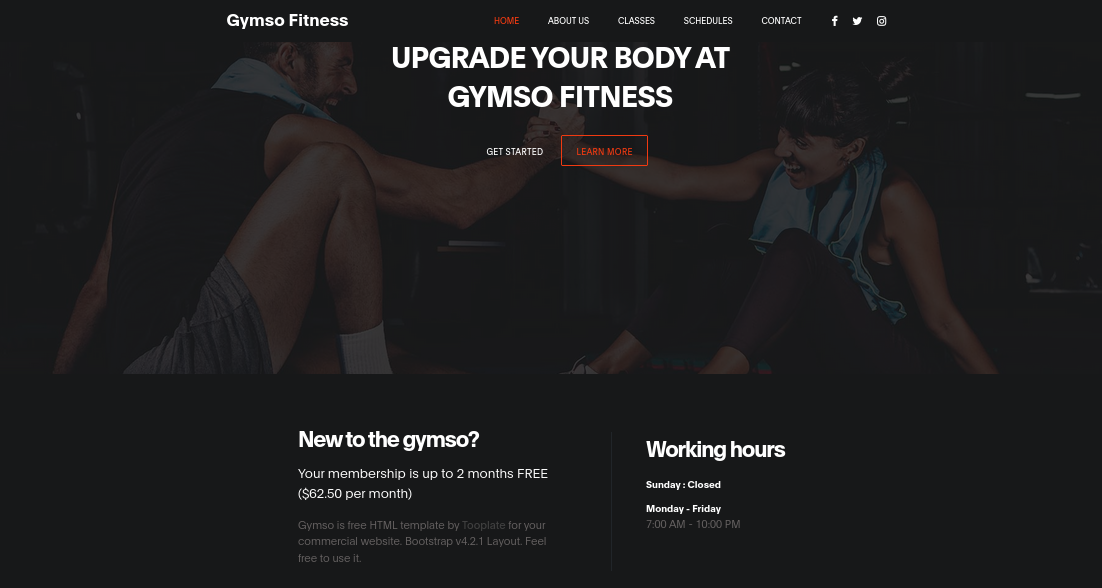 Gymso Fitness
HOME ABOUT US CLASSES SCHEDULES CONTACT
UPGRADE YOUR BODY AT
GYMSO FITNESS
GET STARTED LEARN MORE
New to the gymso?
Your membership is up to 2 months FREE
($62.50 per month)
Gymso is free HTML template by Tooplate for your
commercial website. Bootstrap v4.2.1 Layout. Feel
free to use it.
Working hours
Sunday : Closed
Monday - Friday
7:00 AM - 10:00 PM